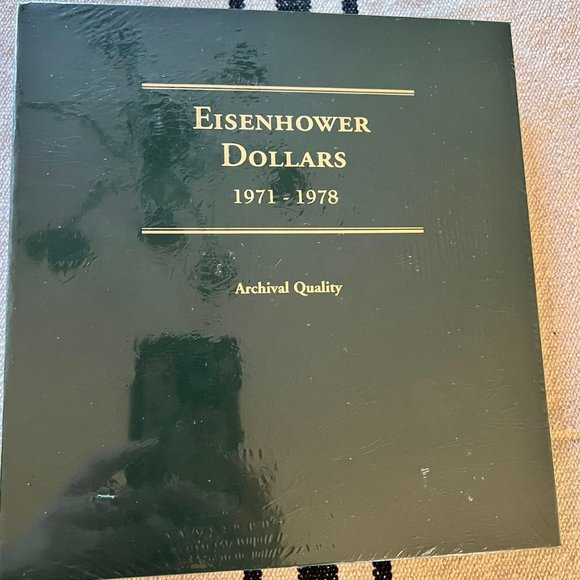 Eisenhower
Dollars
1971 - 1978
Archival Quality